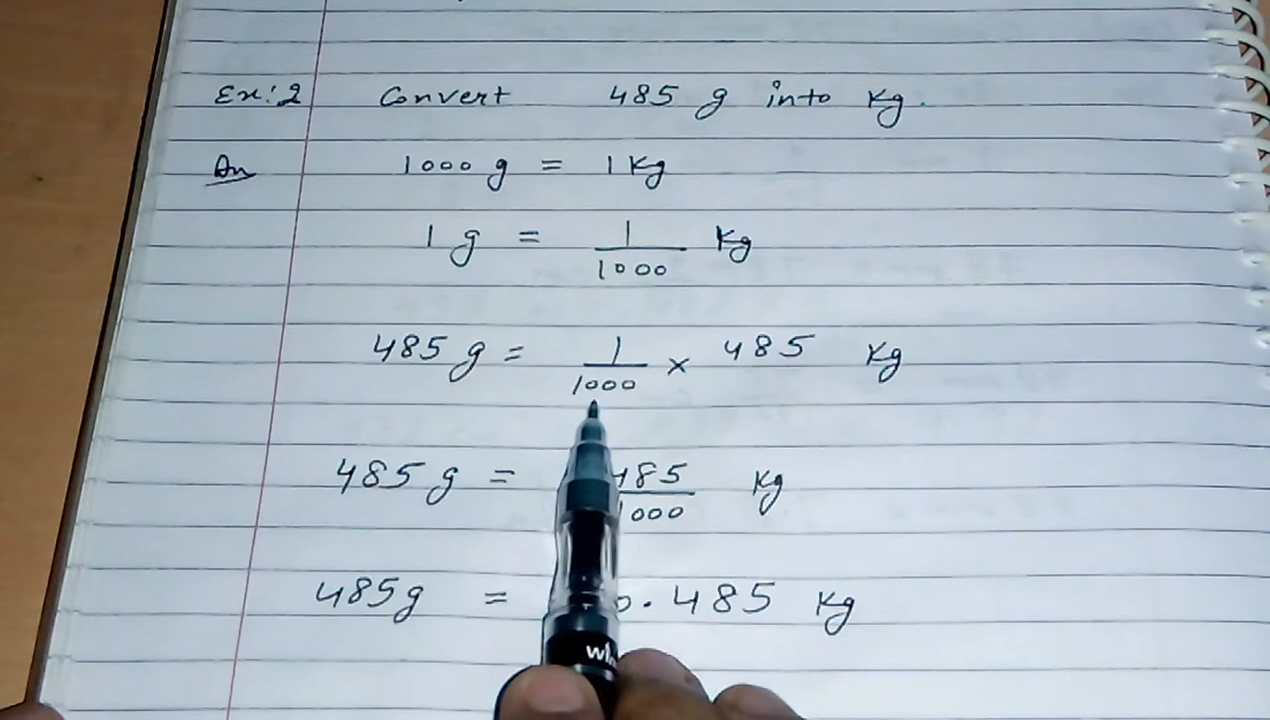 Ex:2 Convert 485 g into Kg.
An 1000 g = 1 Kg
1 g = 1/1000 Kg
485 g = 1/1000 × 485 Kg
485 g = 485/1000 Kg
485g = 0.485 Kg